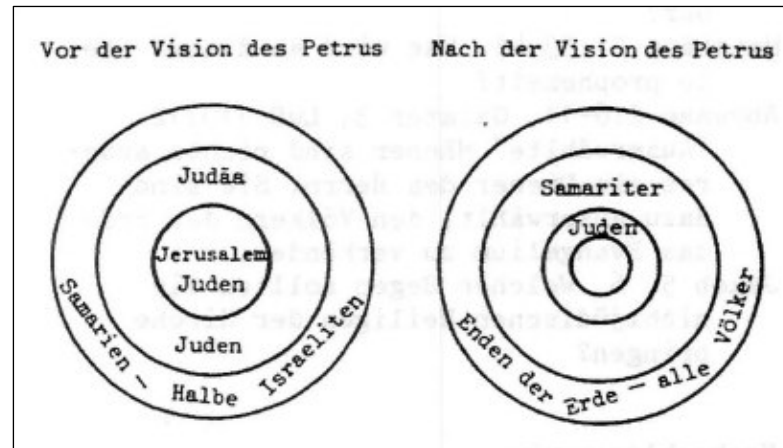 Vor der Vision des Petrus
Judäa
Jerusalem
Juden
Juden
Samarien — Halbe Israeliten
Nach der Vision des Petrus
Samariter
Juden
Enden der Erde — alle Völker